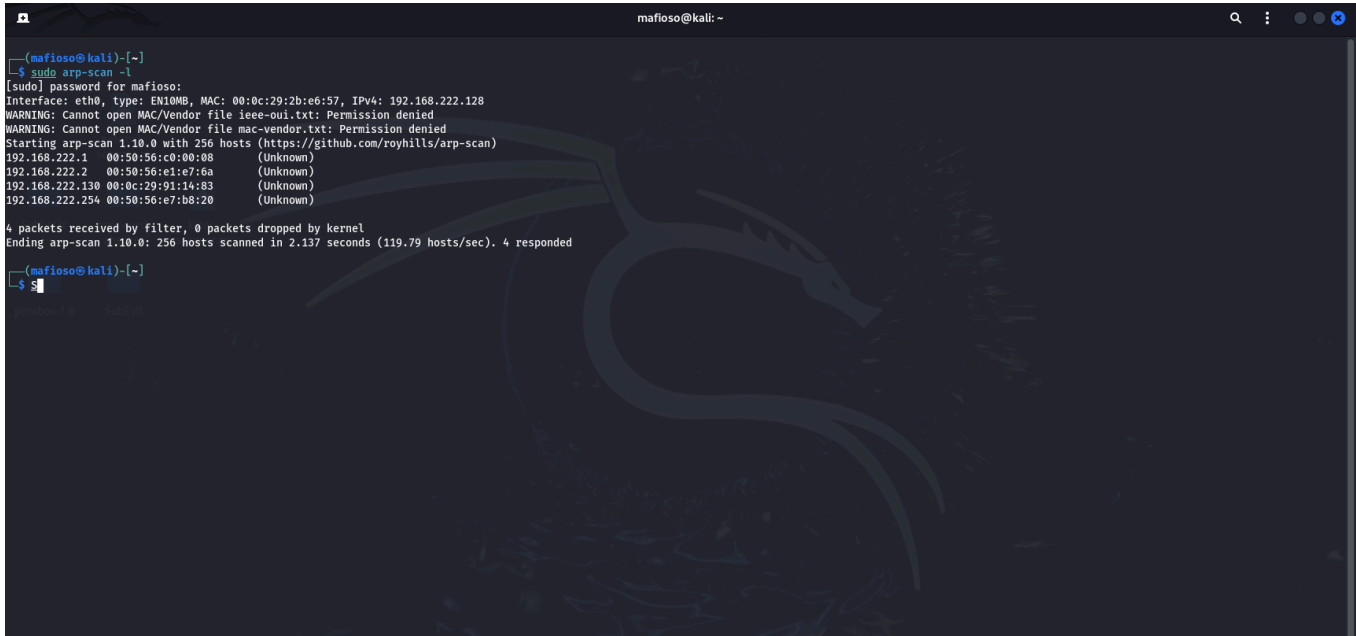 mafioso@kali: ~
┌──(mafioso㉿kali)-[~]
└─$ sudo arp-scan -l
[sudo] password for mafioso:
Interface: eth0, type: EN10MB, MAC: 00:0c:29:2b:e6:57, IPv4: 192.168.222.128
WARNING: Cannot open MAC/Vendor file ieee-oui.txt: Permission denied
WARNING: Cannot open MAC/Vendor file mac-vendor.txt: Permission denied
Starting arp-scan 1.10.0 with 256 hosts (https://github.com/royhills/arp-scan)
192.168.222.1   00:50:56:c0:00:08       (Unknown)
192.168.222.2   00:50:56:e1:e7:6a       (Unknown)
192.168.222.130 00:0c:29:91:14:83       (Unknown)
192.168.222.254 00:50:56:e7:b8:20       (Unknown)
4 packets received by filter, 0 packets dropped by kernel
Ending arp-scan 1.10.0: 256 hosts scanned in 2.137 seconds (119.79 hosts/sec). 4 responded
┌──(mafioso㉿kali)-[~]
└─$ S